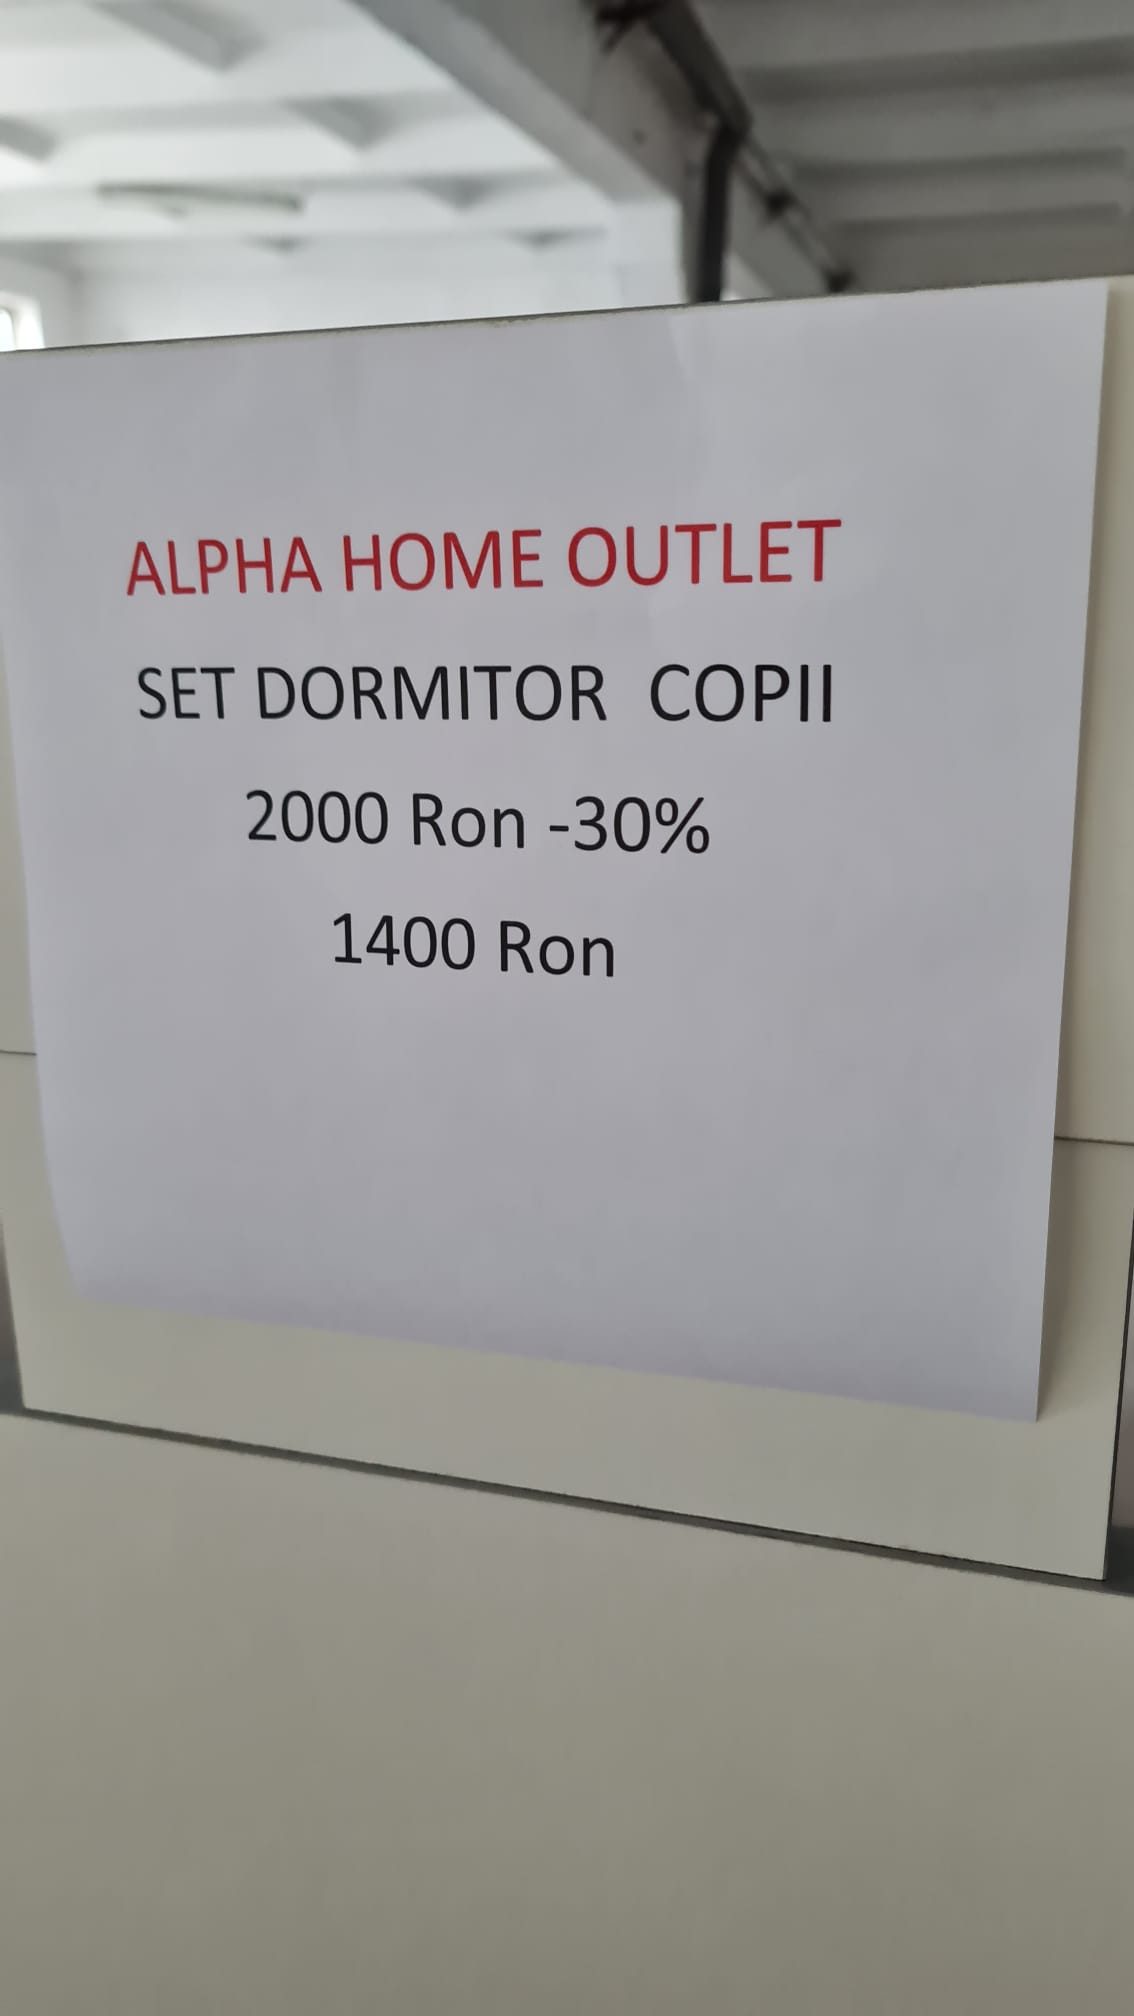 ALPHA HOME OUTLET
SET DORMITOR COPII
2000 Ron -30%
1400 Ron